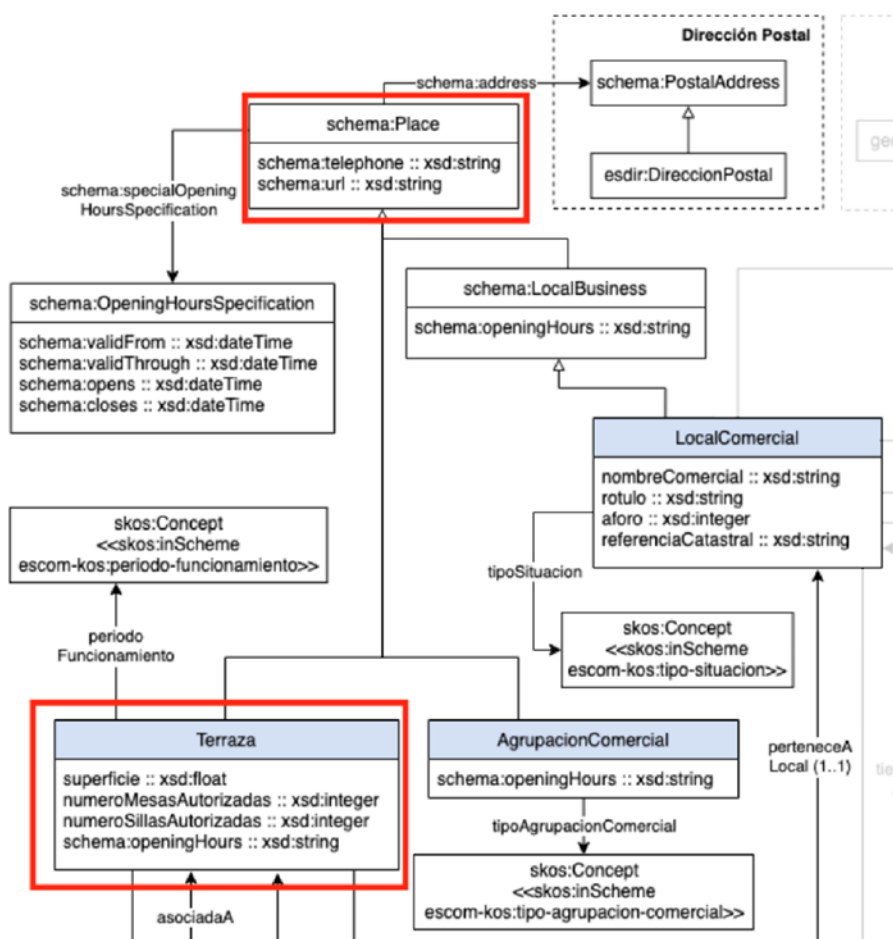 Dirección Postal
schema:address
schema:PostalAddress
esdir:DireccionPostal
schema:Place
schema:telephone :: xsd:string
schema:url :: xsd:string
schema:specialOpening
HoursSpecification
schema:OpeningHoursSpecification
schema:validFrom :: xsd:dateTime
schema:validThrough :: xsd:dateTime
schema:opens :: xsd:dateTime
schema:closes :: xsd:dateTime
schema:LocalBusiness
schema:openingHours :: xsd:string
LocalComercial
nombreComercial :: xsd:string
rotulo :: xsd:string
aforo :: xsd:integer
referenciaCatastral :: xsd:string
skos:Concept
<<skos:inScheme
escom-kos:periodo-funcionamiento>>
periodo
Funcionamiento
tipoSituacion
skos:Concept
<<skos:inScheme
escom-kos:tipo-situacion>>
Terraza
superficie :: xsd:float
numeroMesasAutorizadas :: xsd:integer
numeroSillasAutorizadas :: xsd:integer
schema:openingHours :: xsd:string
AgrupacionComercial
schema:openingHours :: xsd:string
perteneceA
Local (1..1)
tipoAgrupacionComercial
skos:Concept
<<skos:inScheme
escom-kos:tipo-agrupacion-comercial>>
asociadaA